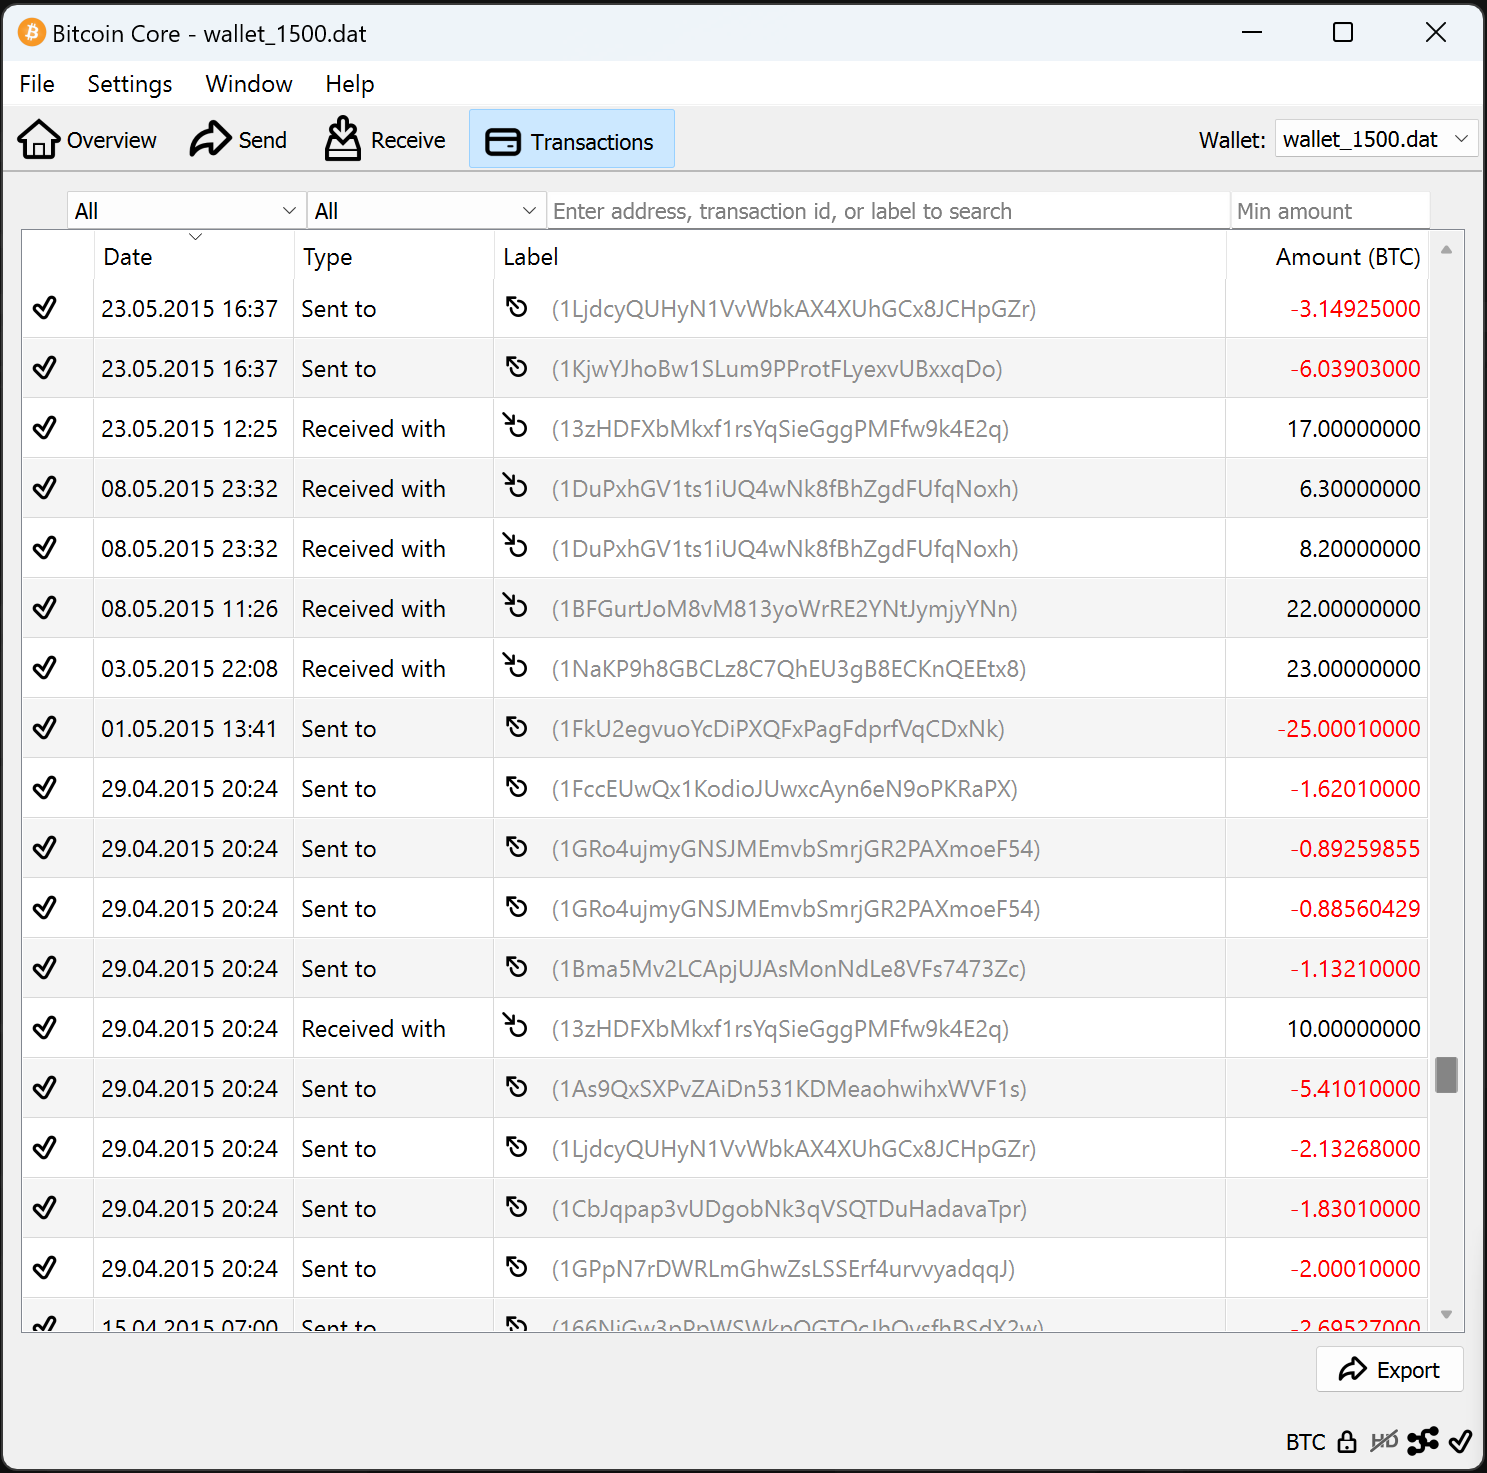 Bitcoin Core - wallet_1500.dat
File Settings Window Help
Overview Send Receive Transactions Wallet: wallet_1500.dat
All All Enter address, transaction id, or label to search Min amount
Date Type Label Amount (BTC)
23.05.2015 16:37 Sent to (1LjdcyQUHyN1VvWbkAX4XUhGCx8JCHpGZr) -3.14925000
23.05.2015 16:37 Sent to (1KjwYJhoBw1SLum9PProtFLyexvUBxxqDo) -6.03903000
23.05.2015 12:25 Received with (13zHDFXbMkxf1rsYqSieGggPMFfw9k4E2q) 17.00000000
08.05.2015 23:32 Received with (1DuPxhGV1ts1iUQ4wNk8fBhZgdFUfqNoxh) 6.30000000
08.05.2015 23:32 Received with (1DuPxhGV1ts1iUQ4wNk8fBhZgdFUfqNoxh) 8.20000000
08.05.2015 11:26 Received with (1BFGurtJoM8vM813yoWrRE2YNtJymjyYNn) 22.00000000
03.05.2015 22:08 Received with (1NaKP9h8GBCLz8C7QhEU3gB8ECKnQEEtx8) 23.00000000
01.05.2015 13:41 Sent to (1FkU2egvuoYcDiPXQFxPagFdprfVqCDxNk) -25.00010000
29.04.2015 20:24 Sent to (1FccEUwQx1KodioJUwxcAyn6eN9oPKRaPX) -1.62010000
29.04.2015 20:24 Sent to (1GRo4ujmyGNSJMEmvbSmrjGR2PAXmoeF54) -0.89259855
29.04.2015 20:24 Sent to (1GRo4ujmyGNSJMEmvbSmrjGR2PAXmoeF54) -0.88560429
29.04.2015 20:24 Sent to (1Bma5Mv2LCApjUJAsMonNdLe8VFs7473Zc) -1.13210000
29.04.2015 20:24 Received with (13zHDFXbMkxf1rsYqSieGggPMFfw9k4E2q) 10.00000000
29.04.2015 20:24 Sent to (1As9QxSXPvZAiDn531KDMeaohwihxWVF1s) -5.41010000
29.04.2015 20:24 Sent to (1LjdcyQUHyN1VvWbkAX4XUhGCx8JCHpGZr) -2.13268000
29.04.2015 20:24 Sent to (1CbJqpap3vUDgobNk3qVSQTDuHadavaTpr) -1.83010000
29.04.2015 20:24 Sent to (1GPpN7rDWRLmGhwZsLSSErf4urvvyadqqJ) -2.00010000
15.04.2015 07:00 Sent to -2.69527000
Export
BTC HD